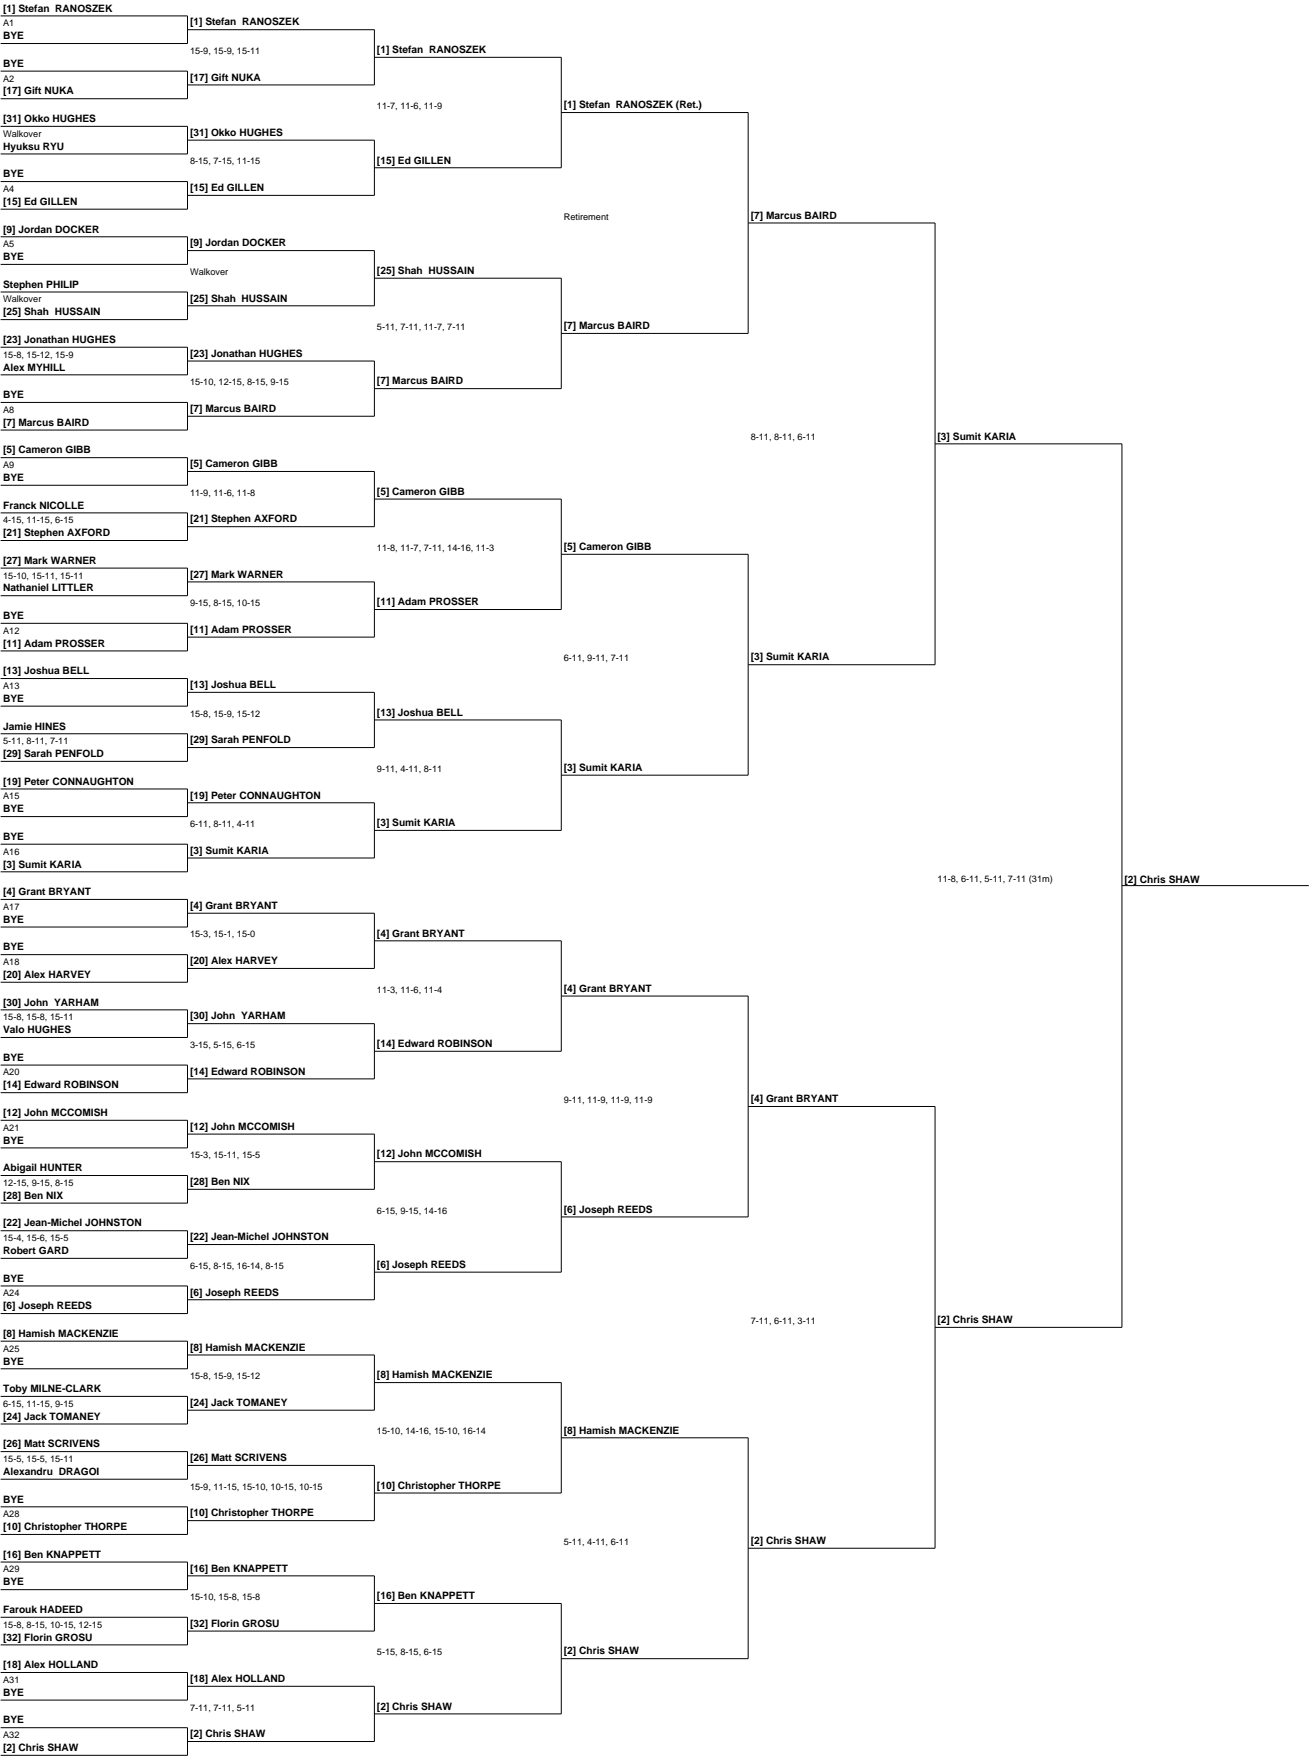 [1] Stefan  RANOSZEK
A1
BYE
BYE
A2
[17] Gift NUKA
[31] Okko HUGHES
Walkover
Hyuksu RYU
BYE
A4
[15] Ed GILLEN
[9] Jordan DOCKER
A5
BYE
Stephen PHILIP
Walkover
[25] Shah  HUSSAIN
[23] Jonathan HUGHES
15-8, 15-12, 15-9
Alex MYHILL
BYE
A8
[7] Marcus BAIRD
[5] Cameron GIBB
A9
BYE
Franck NICOLLE
4-15, 11-15, 6-15
[21] Stephen AXFORD
[27] Mark WARNER
15-10, 15-11, 15-11
Nathaniel LITTLER
BYE
A12
[11] Adam PROSSER
[13] Joshua BELL
A13
BYE
Jamie HINES
5-11, 8-11, 7-11
[29] Sarah PENFOLD
[19] Peter CONNAUGHTON
A15
BYE
BYE
A16
[3] Sumit KARIA
[4] Grant BRYANT
A17
BYE
BYE
A18
[20] Alex HARVEY
[30] John  YARHAM
15-8, 15-8, 15-11
Valo HUGHES
BYE
A20
[14] Edward ROBINSON
[12] John MCCOMISH
A21
BYE
Abigail HUNTER
12-15, 9-15, 8-15
[28] Ben NIX
[22] Jean-Michel JOHNSTON
15-4, 15-6, 15-5
Robert GARD
BYE
A24
[6] Joseph REEDS
[8] Hamish MACKENZIE
A25
BYE
Toby MILNE-CLARK
6-15, 11-15, 9-15
[24] Jack TOMANEY
[26] Matt SCRIVENS
15-5, 15-5, 15-11
Alexandru  DRAGOI
BYE
A28
[10] Christopher THORPE
[16] Ben KNAPPETT
A29
BYE
Farouk HADEED
15-8, 8-15, 10-15, 12-15
[32] Florin GROSU
[18] Alex HOLLAND
A31
BYE
BYE
A32
[2] Chris SHAW
[1] Stefan  RANOSZEK
15-9, 15-9, 15-11
[17] Gift NUKA
[31] Okko HUGHES
8-15, 7-15, 11-15
[15] Ed GILLEN
[9] Jordan DOCKER
Walkover
[25] Shah  HUSSAIN
[23] Jonathan HUGHES
15-10, 12-15, 8-15, 9-15
[7] Marcus BAIRD
[5] Cameron GIBB
11-9, 11-6, 11-8
[21] Stephen AXFORD
[27] Mark WARNER
9-15, 8-15, 10-15
[11] Adam PROSSER
[13] Joshua BELL
15-8, 15-9, 15-12
[29] Sarah PENFOLD
[19] Peter CONNAUGHTON
6-11, 8-11, 4-11
[3] Sumit KARIA
[4] Grant BRYANT
15-3, 15-1, 15-0
[20] Alex HARVEY
[30] John  YARHAM
3-15, 5-15, 6-15
[14] Edward ROBINSON
[12] John MCCOMISH
15-3, 15-11, 15-5
[28] Ben NIX
[22] Jean-Michel JOHNSTON
6-15, 8-15, 16-14, 8-15
[6] Joseph REEDS
[8] Hamish MACKENZIE
15-8, 15-9, 15-12
[24] Jack TOMANEY
[26] Matt SCRIVENS
15-9, 11-15, 15-10, 10-15, 10-15
[10] Christopher THORPE
[16] Ben KNAPPETT
15-10, 15-8, 15-8
[32] Florin GROSU
[18] Alex HOLLAND
7-11, 7-11, 5-11
[2] Chris SHAW
[1] Stefan  RANOSZEK
11-7, 11-6, 11-9
[15] Ed GILLEN
[25] Shah  HUSSAIN
5-11, 7-11, 11-7, 7-11
[7] Marcus BAIRD
[5] Cameron GIBB
11-8, 11-7, 7-11, 14-16, 11-3
[11] Adam PROSSER
[13] Joshua BELL
9-11, 4-11, 8-11
[3] Sumit KARIA
[4] Grant BRYANT
11-3, 11-6, 11-4
[14] Edward ROBINSON
[12] John MCCOMISH
6-15, 9-15, 14-16
[6] Joseph REEDS
[8] Hamish MACKENZIE
15-10, 14-16, 15-10, 16-14
[10] Christopher THORPE
[16] Ben KNAPPETT
5-15, 8-15, 6-15
[2] Chris SHAW
[1] Stefan  RANOSZEK (Ret.)
Retirement
[7] Marcus BAIRD
[5] Cameron GIBB
6-11, 9-11, 7-11
[3] Sumit KARIA
[4] Grant BRYANT
9-11, 11-9, 11-9, 11-9
[6] Joseph REEDS
[8] Hamish MACKENZIE
5-11, 4-11, 6-11
[2] Chris SHAW
[7] Marcus BAIRD
8-11, 8-11, 6-11
[3] Sumit KARIA
[4] Grant BRYANT
7-11, 6-11, 3-11
[2] Chris SHAW
[3] Sumit KARIA
11-8, 6-11, 5-11, 7-11 (31m)
[2] Chris SHAW
[2] Chris SHAW